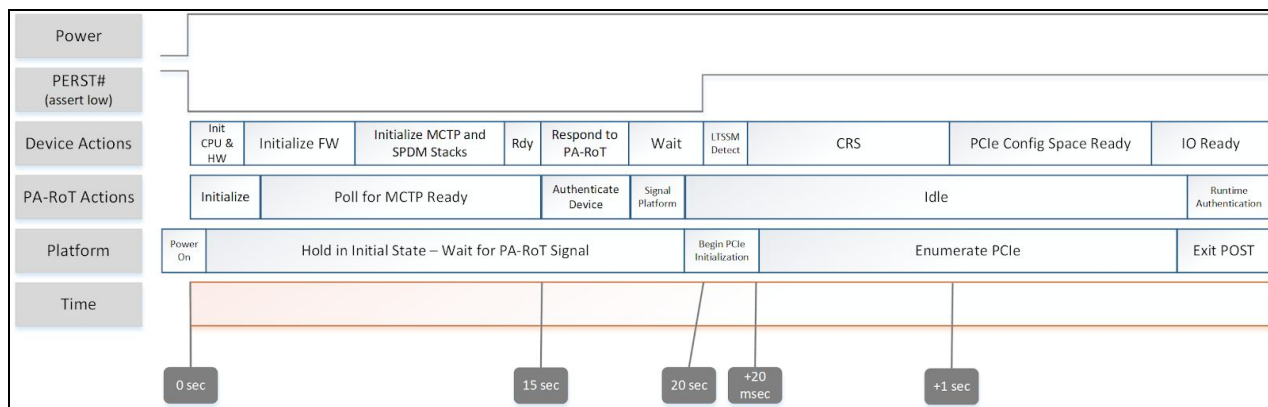 Power
PERST#
(assert low)
Device Actions
Init
CPU &
HW
Initialize FW
Initialize MCTP and
SPDM Stacks
Rdy
Respond to
PA-RoT
Wait
LTSSM
Detect
CRS
PCIe Config Space Ready
IO Ready
PA-RoT Actions
Initialize
Poll for MCTP Ready
Authenticate
Device
Signal
Platform
Idle
Runtime
Authentication
Platform
Power
On
Hold in Initial State – Wait for PA-RoT Signal
Begin PCIe
Initialization
Enumerate PCIe
Exit POST
Time
0 sec
15 sec
20 sec
+20
msec
+1 sec